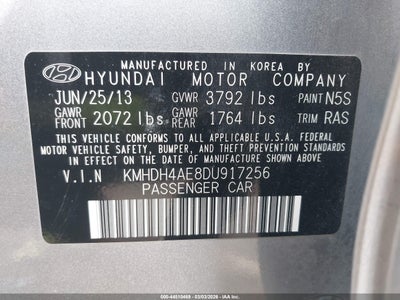 MANUFACTURED IN KOREA BY
HYUNDAI MOTOR COMPANY
JUN/25/13 GVWR 3792 lbs PAINT N5S
GAWR FRONT 2072 lbs GAWR REAR 1764 lbs TRIM RAS
THIS VEHICLE CONFORMS TO ALL APPLICABLE U.S.A. FEDERAL
MOTOR VEHICLE SAFETY, BUMPER, AND THEFT PREVENTION
STANDARDS IN EFFECT ON THE DATE OF MANUFACTURE SHOWN ABOVE.
V.I.N KMHDH4AE8DU917256
PASSENGER CAR